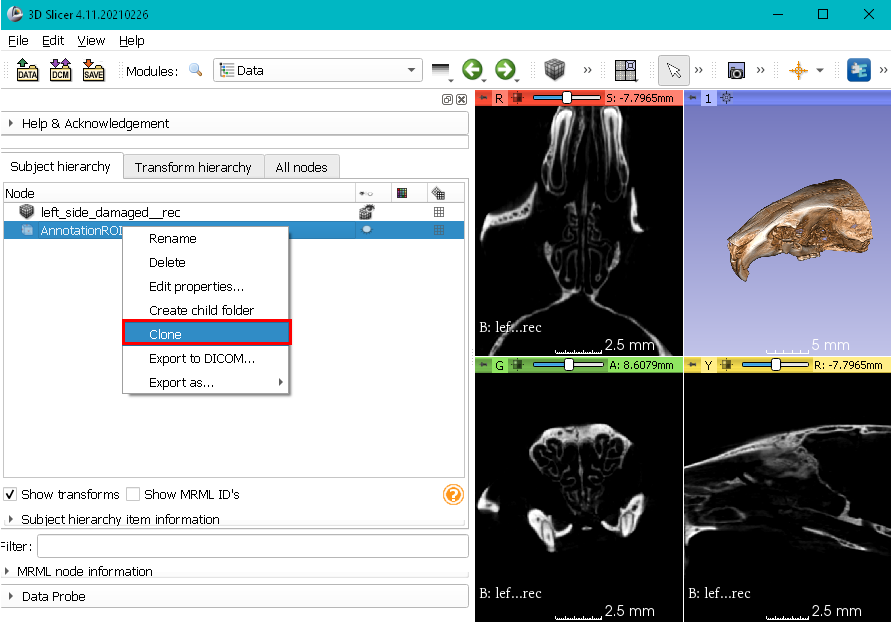 3D Slicer 4.11.20210226
File Edit View Help
DATA DCM SAVE Modules: Data
Help & Acknowledgement
Subject hierarchy Transform hierarchy All nodes
Node
left_side_damaged__rec
AnnotationROI
Rename
Delete
Edit properties...
Create child folder
Clone
Export to DICOM...
Export as...
Show transforms Show MRML ID's
Subject hierarchy item information
Filter:
MRML node information
Data Probe
R S: -7.7965mm
B: lef...rec
2.5 mm
1
5 mm
G A: 8.6079mm
B: lef...rec
2.5 mm
Y R: -7.7965mm
B: lef...rec
2.5 mm